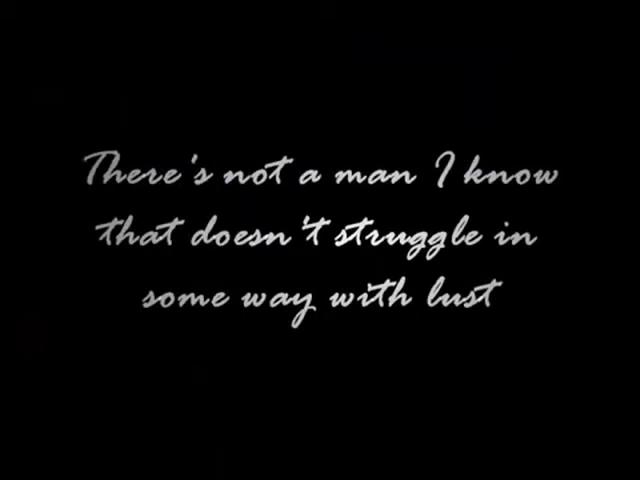 There's not a man I know
that doesn't struggle in
some way with lust